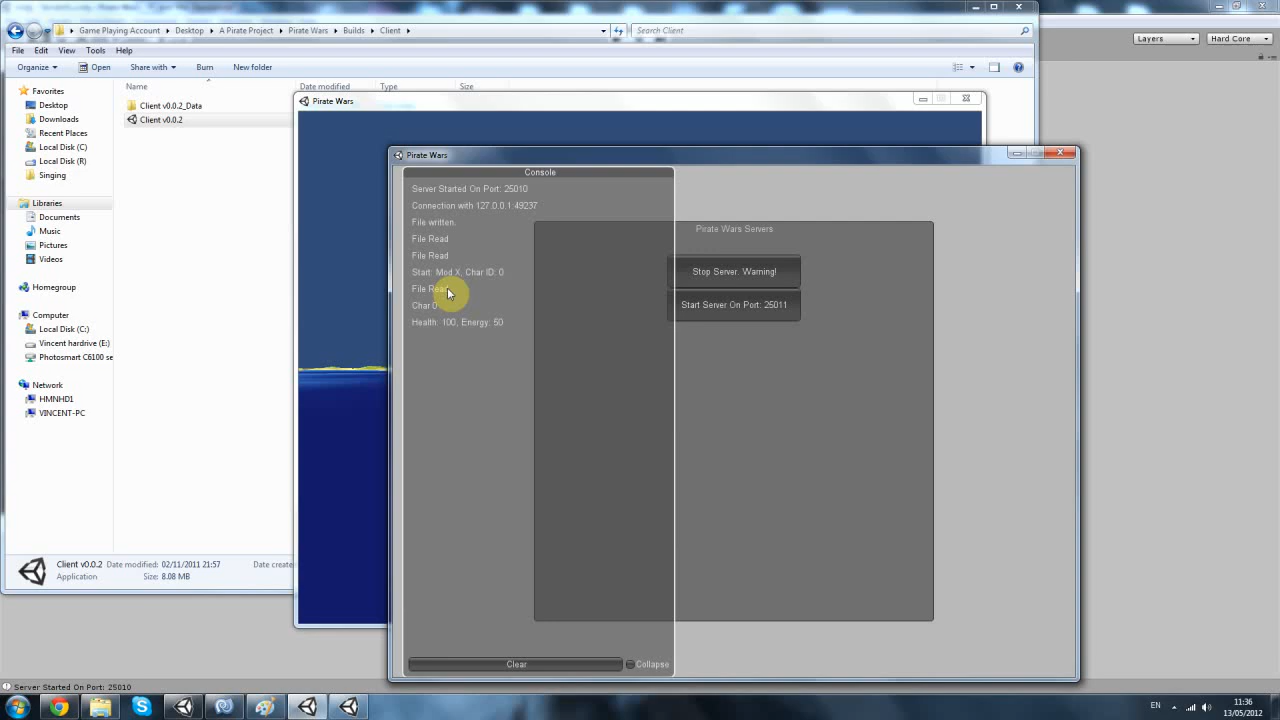 Game Playing Account ▸ Desktop ▸ A Pirate Project ▸ Pirate Wars ▸ Builds ▸ Client ▸
Search Client
Layers
Hard Core
File Edit View Tools Help
Organize Open Share with Burn New folder
Favorites
Desktop
Downloads
Recent Places
Local Disk (C)
Local Disk (R)
Singing
Libraries
Documents
Music
Pictures
Videos
Homegroup
Computer
Local Disk (C:)
Vincent hardrive (E:)
Photosmart C6100 se
Network
HMNHD1
VINCENT-PC
Name Date modified Type Size
Client v0.0.2_Data
Client v0.0.2
Client v0.0.2 Date modified: 02/11/2011 21:57 Date create
Application Size: 8.08 MB
Pirate Wars
Pirate Wars
Console
Server Started On Port: 25010
Connection with 127.0.0.1:49237
File written.
File Read
File Read
Start: Mod X, Char ID: 0
File Read
Char 0
Health: 100, Energy: 50
Clear
Collapse
Pirate Wars Servers
Stop Server. Warning!
Start Server On Port: 25011
Server Started On Port: 25010
EN
11:36
13/05/2012